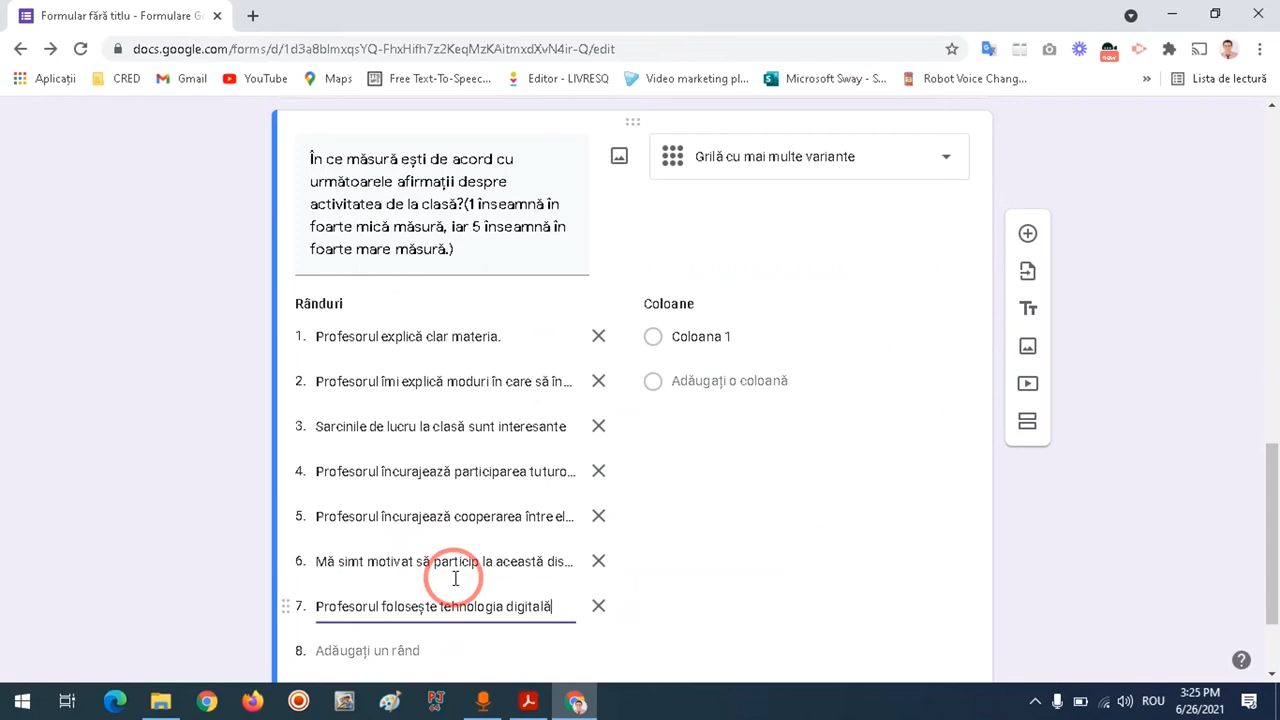 Formular fără titlu - Formulare Go
docs.google.com/forms/d/1d3a8blmxqsYQ-FhxHifh7z2KeqMzKAitmxdXvN4ir-Q/edit
Aplicații CRED Gmail YouTube Maps Free Text-To-Speec... Editor - LIVRESQ Video marketing pl... Microsoft Sway - S... Robot Voice Chang... » Lista de lectură
new
În ce măsură ești de acord cu
următoarele afirmații despre
activitatea de la clasă?(1 înseamnă în
foarte mică măsură, iar 5 înseamnă în
foarte mare măsură.)
Grilă cu mai multe variante
Rânduri
Coloane
1. Profesorul explică clar materia.
Coloana 1
2. Profesorul îmi explică moduri în care să în...
Adăugați o coloană
3. Sarcinile de lucru la clasă sunt interesante
4. Profesorul încurajează participarea tuturo...
5. Profesorul încurajează cooperarea între el...
6. Mă simt motivat să particip la această dis...
7. Profesorul folosește tehnologia digitală
8. Adăugați un rând
ROU
3:25 PM
6/26/2021